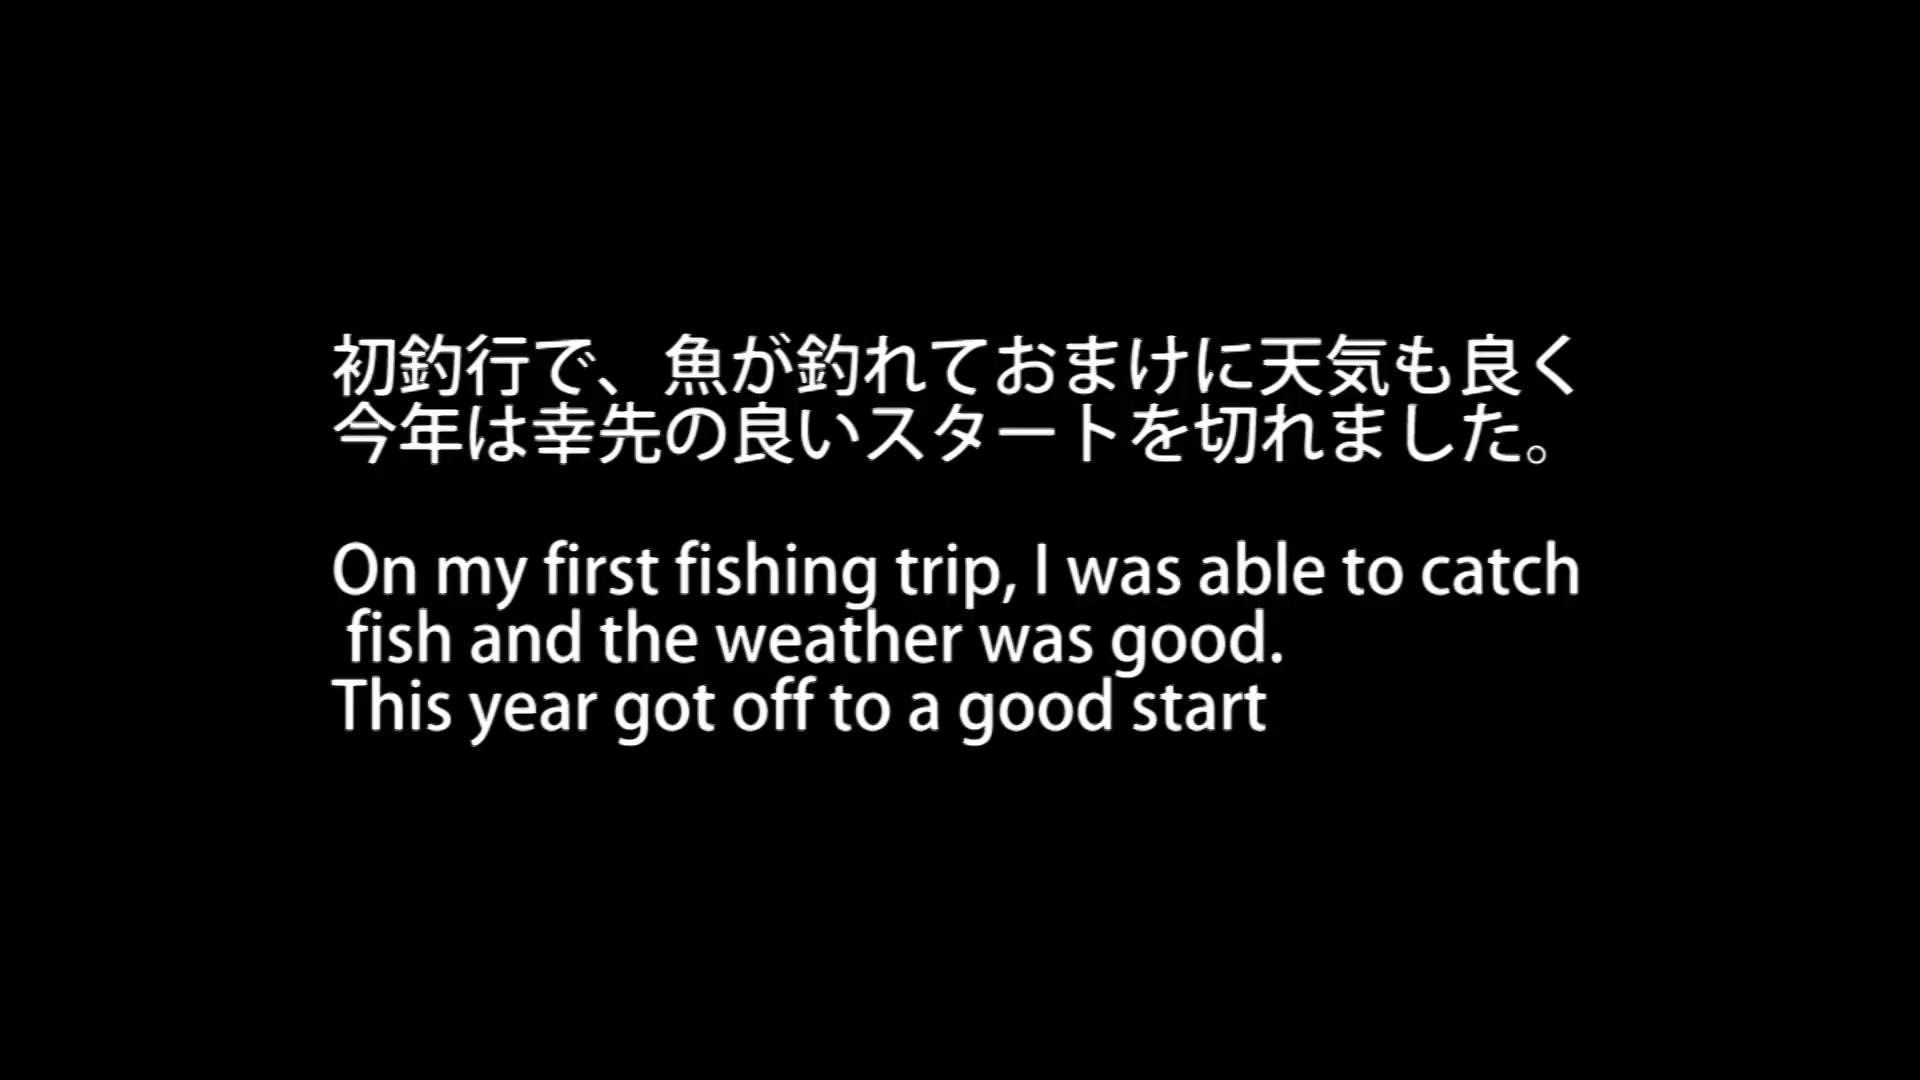 初釣行で、魚が釣れておまけに天気も良く
今年は幸先の良いスタートを切れました。
On my first fishing trip, I was able to catch
fish and the weather was good.
This year got off to a good start